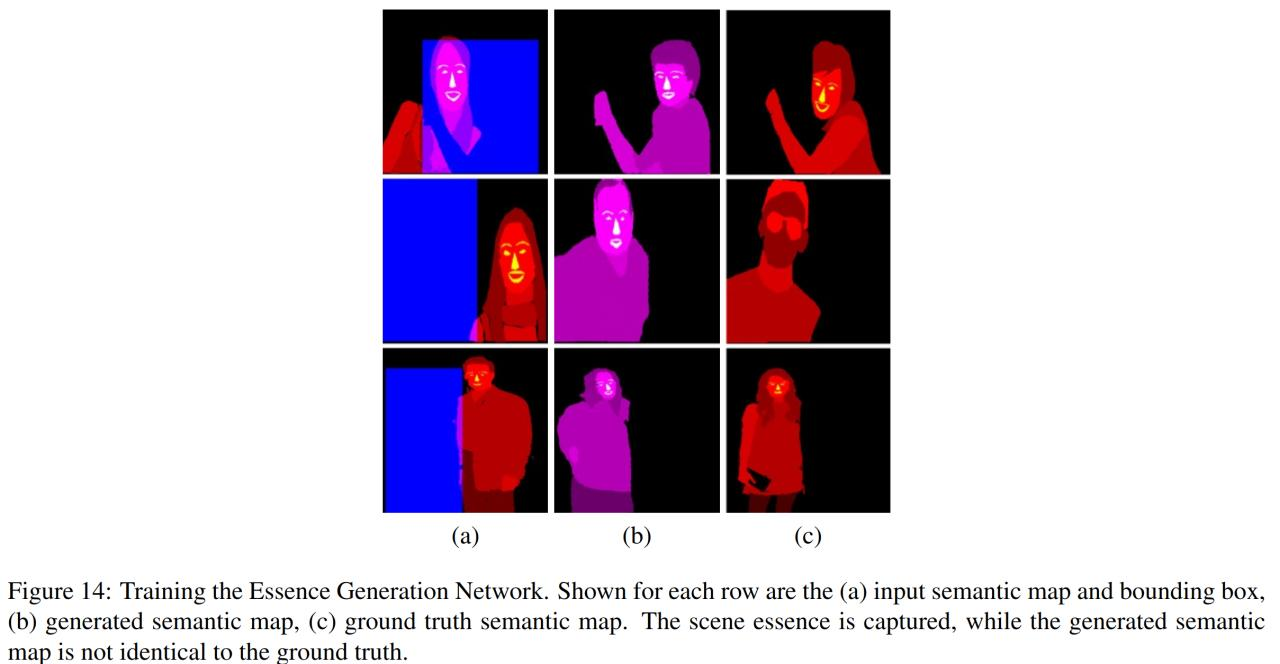 (a)
(b)
(c)
Figure 14: Training the Essence Generation Network. Shown for each row are the (a) input semantic map and bounding box,
(b) generated semantic map, (c) ground truth semantic map. The scene essence is captured, while the generated semantic
map is not identical to the ground truth.